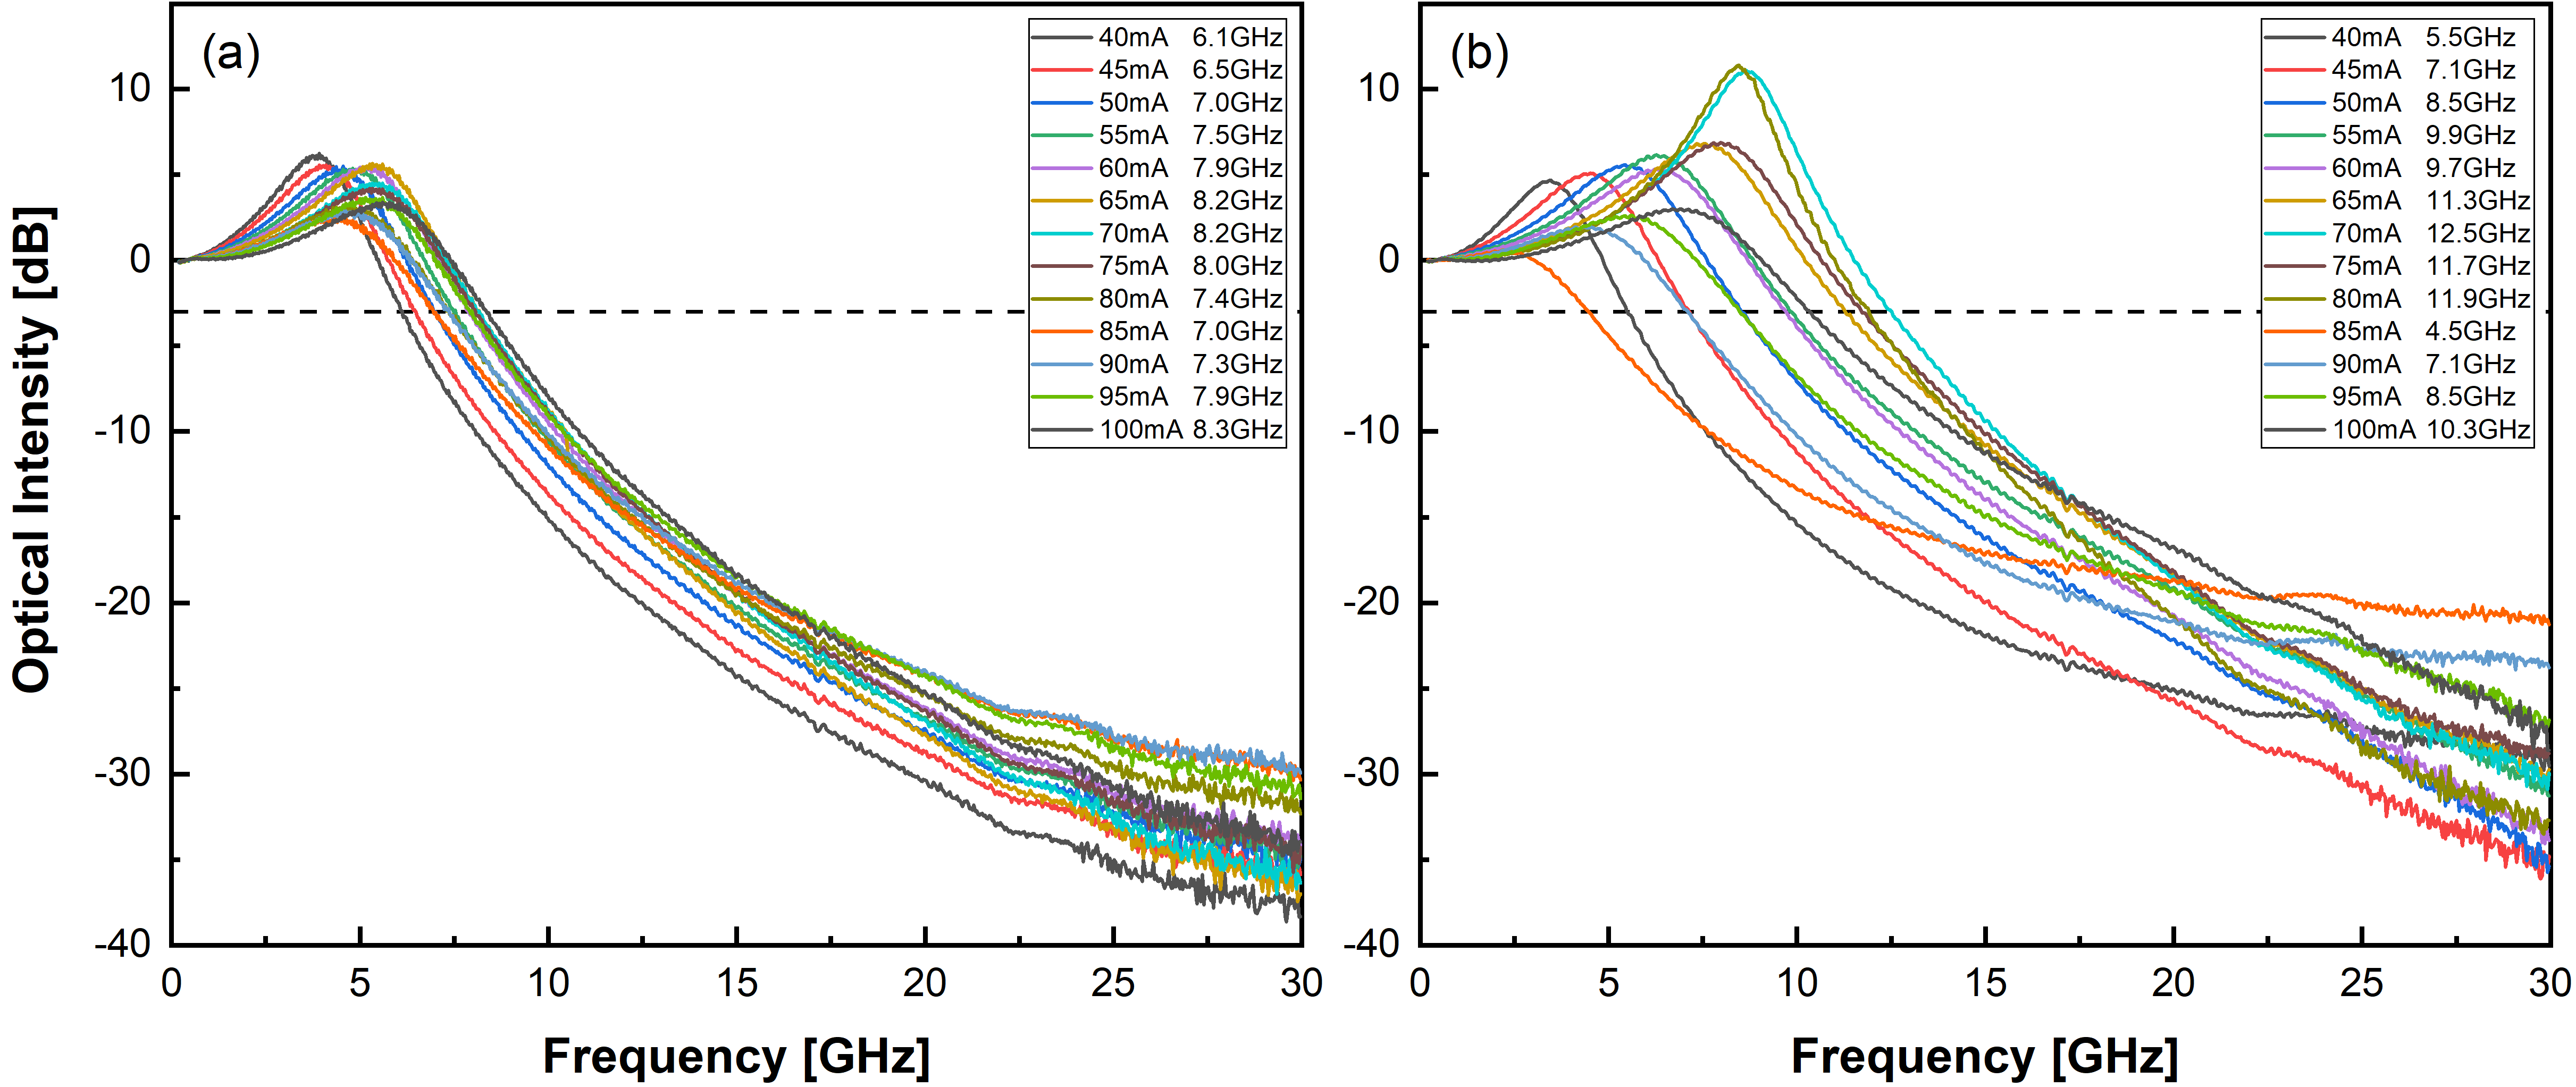 (a)
40mA 6.1GHz
45mA 6.5GHz
50mA 7.0GHz
55mA 7.5GHz
60mA 7.9GHz
65mA 8.2GHz
70mA 8.2GHz
75mA 8.0GHz
80mA 7.4GHz
85mA 7.0GHz
90mA 7.3GHz
95mA 7.9GHz
100mA 8.3GHz
10
0
-10
-20
-30
-40
Optical Intensity [dB]
0 5 10 15 20 25 30
Frequency [GHz]
(b)
40mA 5.5GHz
45mA 7.1GHz
50mA 8.5GHz
55mA 9.9GHz
60mA 9.7GHz
65mA 11.3GHz
70mA 12.5GHz
75mA 11.7GHz
80mA 11.9GHz
85mA 4.5GHz
90mA 7.1GHz
95mA 8.5GHz
100mA 10.3GHz
10
0
-10
-20
-30
-40
0 5 10 15 20 25 30
Frequency [GHz]